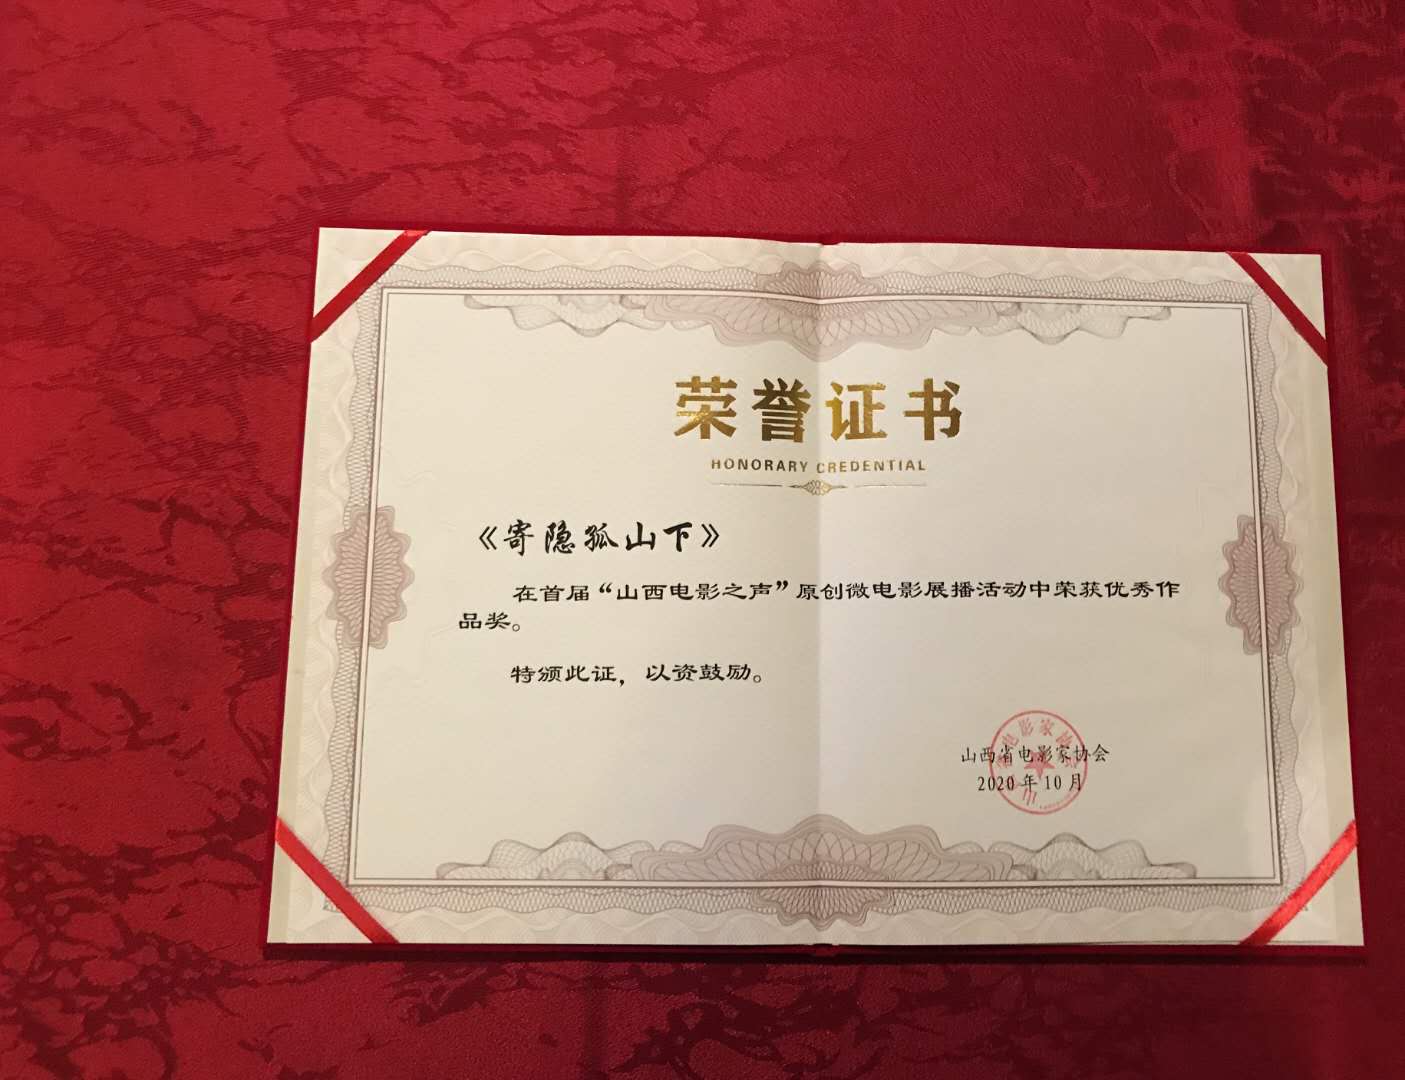 荣誉证书
HONORARY CREDENTIAL
《寄隐孤山下》
在首届“山西电影之声”原创微电影展播活动中荣获优秀作
品奖。
特颁此证，以资鼓励。
山西省电影家协会
2020年10月